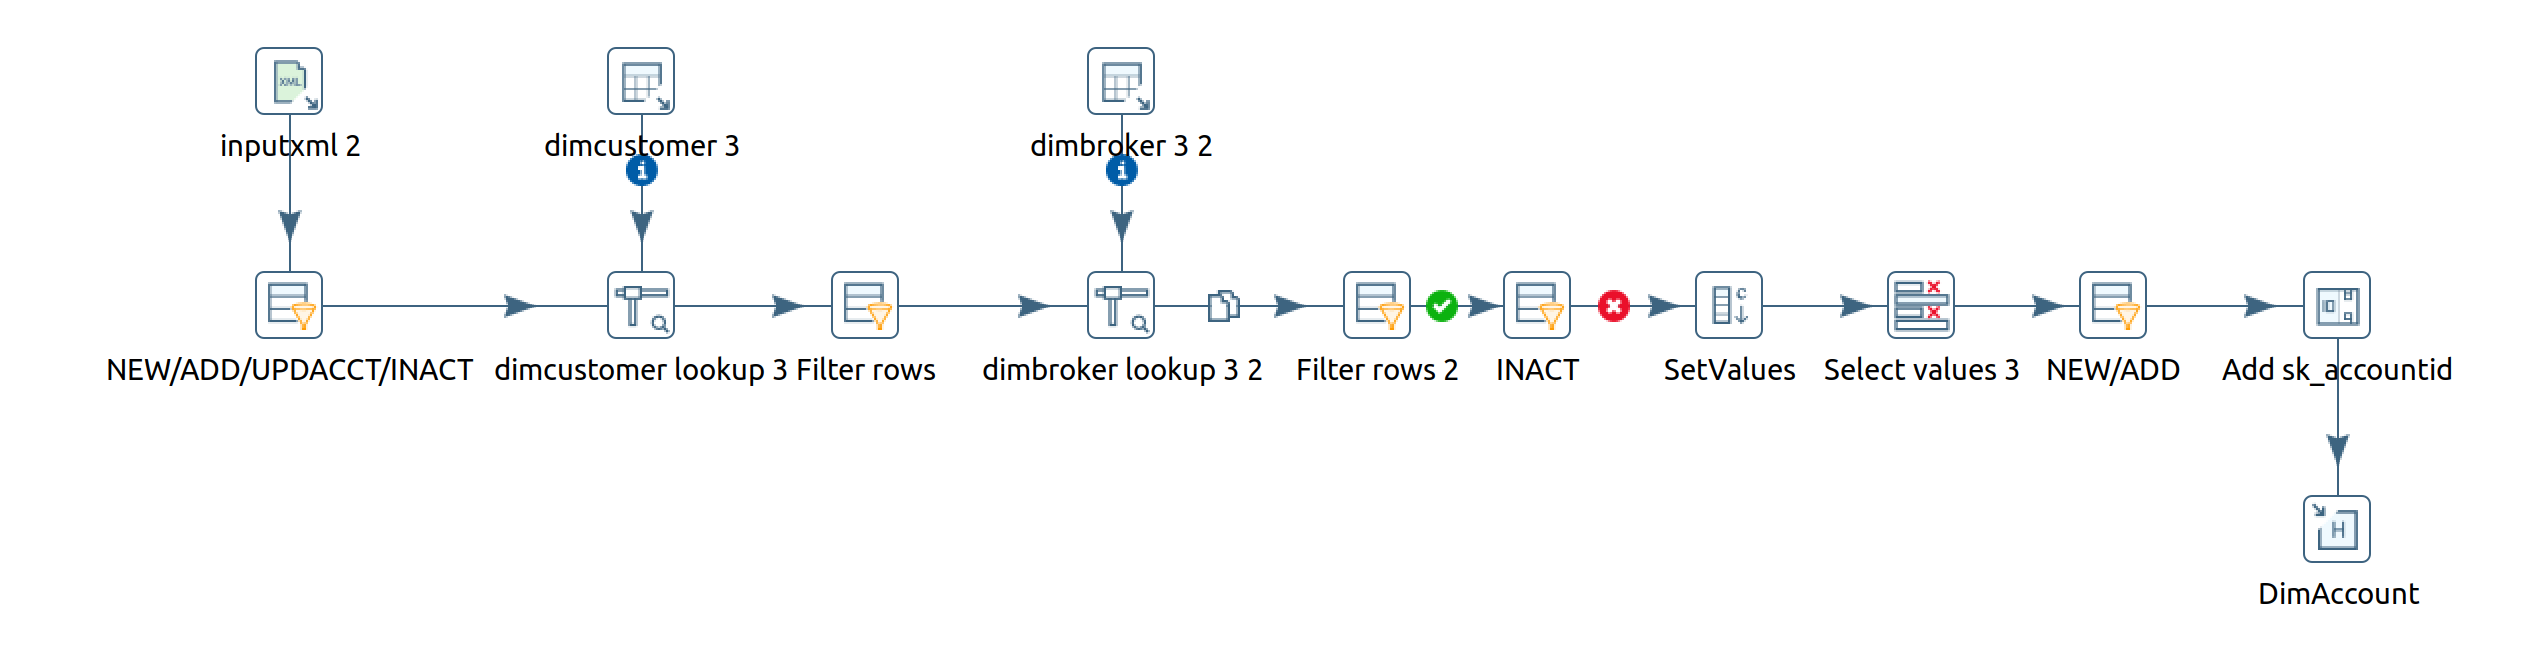 XML
inputxml 2
dimcustomer 3
dimbroker 3 2
NEW/ADD/UPDACCT/INACT
dimcustomer lookup 3
Filter rows
dimbroker lookup 3 2
Filter rows 2
INACT
C
SetValues
Select values 3
NEW/ADD
Add sk_accountid
H
DimAccount